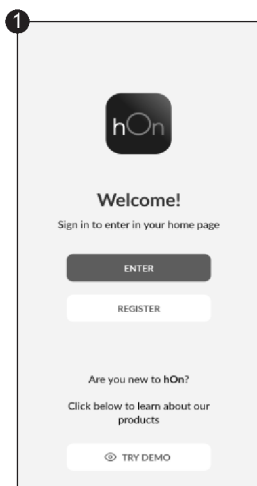 1
hOn
Welcome!
Sign in to enter in your home page
ENTER
REGISTER
Are you new to hOn?
Click below to learn about our
products
TRY DEMO